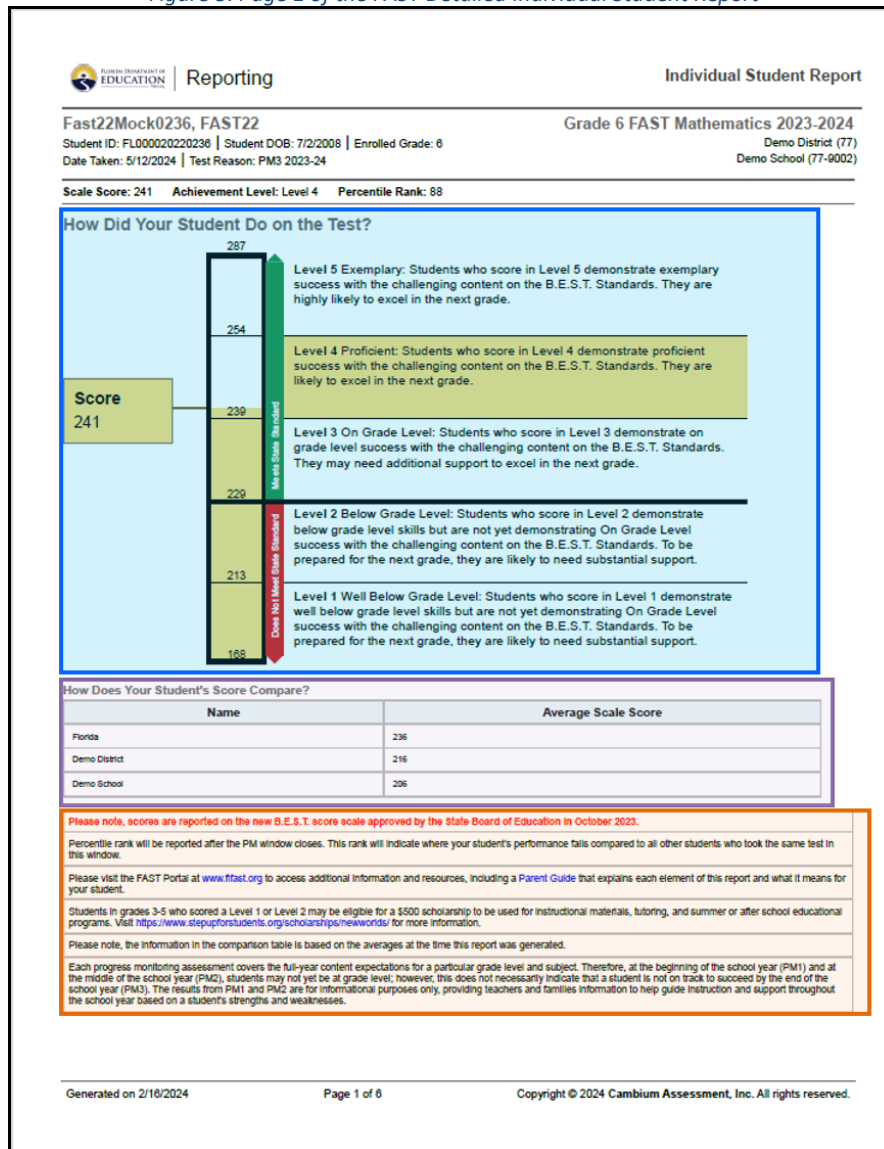 Figure 3: Page 1 of the FAST Detailed Individual Student Report
FLORIDA DEPARTMENT OF
EDUCATION
Reporting
Individual Student Report
Fast22Mock0236, FAST22
Grade 6 FAST Mathematics 2023-2024
Student ID: FL000020220236 | Student DOB: 7/2/2008 | Enrolled Grade: 6
Demo District (77)
Date Taken: 5/12/2024 | Test Reason: PM3 2023-24
Demo School (77-9002)
Scale Score: 241 Achievement Level: Level 4 Percentile Rank: 88
How Did Your Student Do on the Test?
287
Level 5 Exemplary: Students who score in Level 5 demonstrate exemplary
success with the challenging content on the B.E.S.T. Standards. They are
highly likely to excel in the next grade.
254
Level 4 Proficient: Students who score in Level 4 demonstrate proficient
success with the challenging content on the B.E.S.T. Standards. They are
likely to excel in the next grade.
Score
241
239
Meets State Standard
Level 3 On Grade Level: Students who score in Level 3 demonstrate on
grade level success with the challenging content on the B.E.S.T. Standards.
They may need additional support to excel in the next grade.
229
Level 2 Below Grade Level: Students who score in Level 2 demonstrate
below grade level skills but are not yet demonstrating On Grade Level
success with the challenging content on the B.E.S.T. Standards. To be
prepared for the next grade, they are likely to need substantial support.
Does Not Meet State Standard
213
Level 1 Well Below Grade Level: Students who score in Level 1 demonstrate
well below grade level skills but are not yet demonstrating On Grade Level
success with the challenging content on the B.E.S.T. Standards. To be
prepared for the next grade, they are likely to need substantial support.
168
How Does Your Student's Score Compare?
Name Average Scale Score
Florida 236
Demo District 216
Demo School 206
Please note, scores are reported on the new B.E.S.T. score scale approved by the State Board of Education in October 2023.
Percentile rank will be reported after the PM window closes. This rank will indicate where your student's performance falls compared to all other students who took the same test in
this window.
Please visit the FAST Portal at www.flfast.org to access additional information and resources, including a Parent Guide that explains each element of this report and what it means for
your student.
Students in grades 3-5 who scored a Level 1 or Level 2 may be eligible for a $500 scholarship to be used for instructional materials, tutoring, and summer or after school educational
programs. Visit https://www.stepupforstudents.org/scholarships/newworlds/ for more information.
Please note, the information in the comparison table is based on the averages at the time this report was generated.
Each progress monitoring assessment covers the full-year content expectations for a particular grade level and subject. Therefore, at the beginning of the school year (PM1) and at
the middle of the school year (PM2), students may not yet be at grade level; however, this does not necessarily indicate that a student is not on track to succeed by the end of the
school year (PM3). The results from PM1 and PM2 are for informational purposes only, providing teachers and families information to help guide instruction and support throughout
the school year based on a student's strengths and weaknesses.
Generated on 2/16/2024
Page 1 of 6
Copyright © 2024 Cambium Assessment, Inc. All rights reserved.